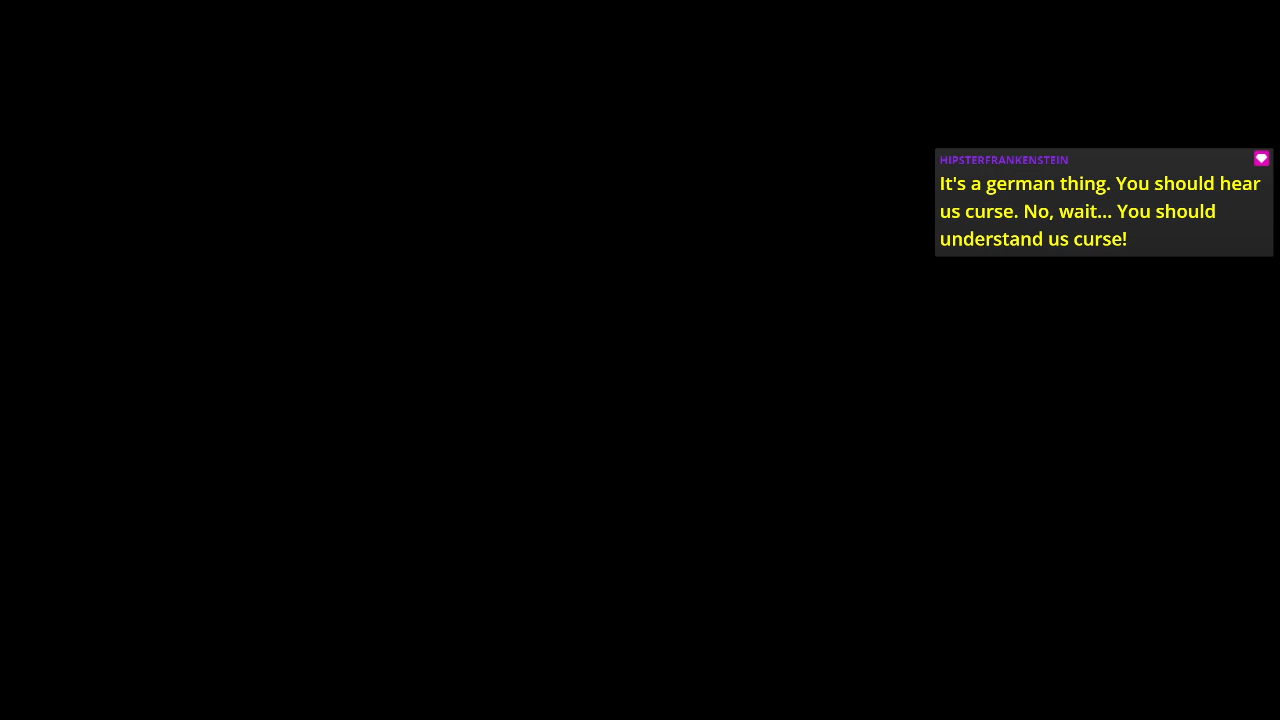 HIPSTERFRANKENSTEIN
It's a german thing. You should hear
us curse. No, wait... You should
understand us curse!